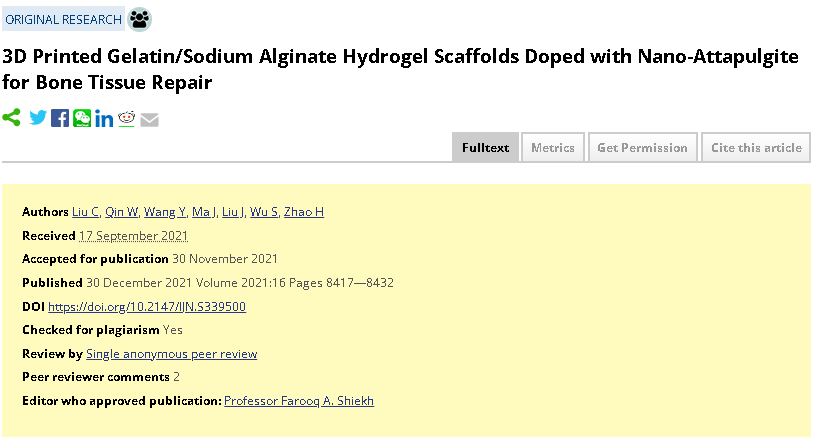 ORIGINAL RESEARCH
3D Printed Gelatin/Sodium Alginate Hydrogel Scaffolds Doped with Nano-Attapulgite
for Bone Tissue Repair
Fulltext Metrics Get Permission Cite this article
Authors Liu C, Qin W, Wang Y, Ma J, Liu J, Wu S, Zhao H
Received 17 September 2021
Accepted for publication 30 November 2021
Published 30 December 2021 Volume 2021:16 Pages 8417—8432
DOI https://doi.org/10.2147/IJN.S339500
Checked for plagiarism Yes
Review by Single anonymous peer review
Peer reviewer comments 2
Editor who approved publication: Professor Farooq A. Shiekh